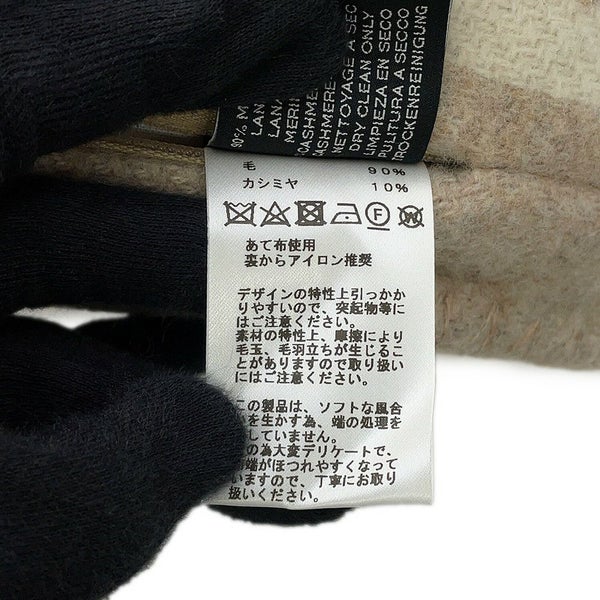 90% M
LAN
LANA
MERI
CASHMERE
CASHMERE
NETTOYAGE A SEC
DRY CLEAN ONLY
LIMPIEZA EN SECO
PULITURA A SECCO
TROCKENREINIGUNG
毛 90%
カシミヤ 10%
F W
あて布使用
裏からアイロン推奨
デザインの特性上引っかか
りやすいので、突起物等に
はご注意ください。
素材の特性上、摩擦により
毛玉、毛羽立ちが生じるこ
とがありますので取り扱い
にはご注意ください。
この製品は、ソフトな風合
いを生かす為、端の処理を
していません。
の為大変デリケートで、
端がほつれやすくなって
いますので、丁寧にお取り
扱いください。